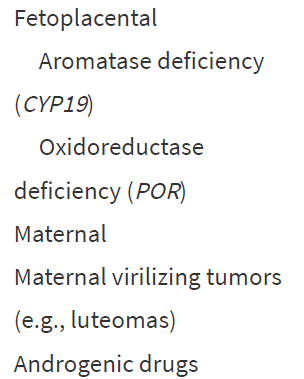 Fetoplacental
Aromatase deficiency
(CYP19)
Oxidoreductase
deficiency (POR)
Maternal
Maternal virilizing tumors
(e.g., luteomas)
Androgenic drugs